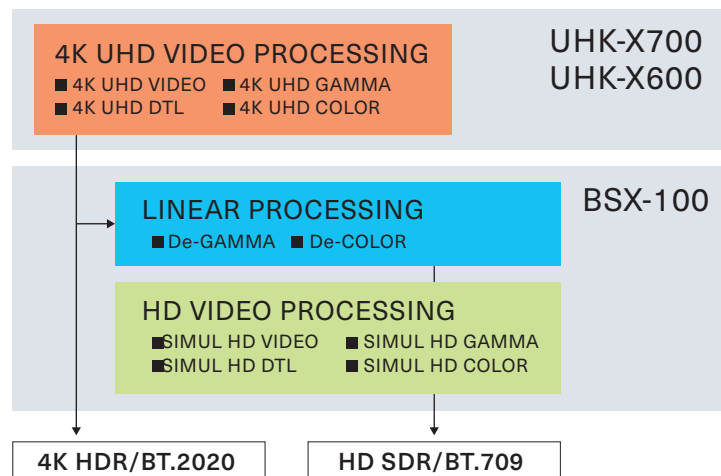 4K UHD VIDEO PROCESSING
■ 4K UHD VIDEO ■ 4K UHD GAMMA
■ 4K UHD DTL ■ 4K UHD COLOR
UHK-X700
UHK-X600
LINEAR PROCESSING
■ De-GAMMA ■ De-COLOR
BSX-100
HD VIDEO PROCESSING
■ SIMUL HD VIDEO ■ SIMUL HD GAMMA
■ SIMUL HD DTL ■ SIMUL HD COLOR
4K HDR/BT.2020
HD SDR/BT.709